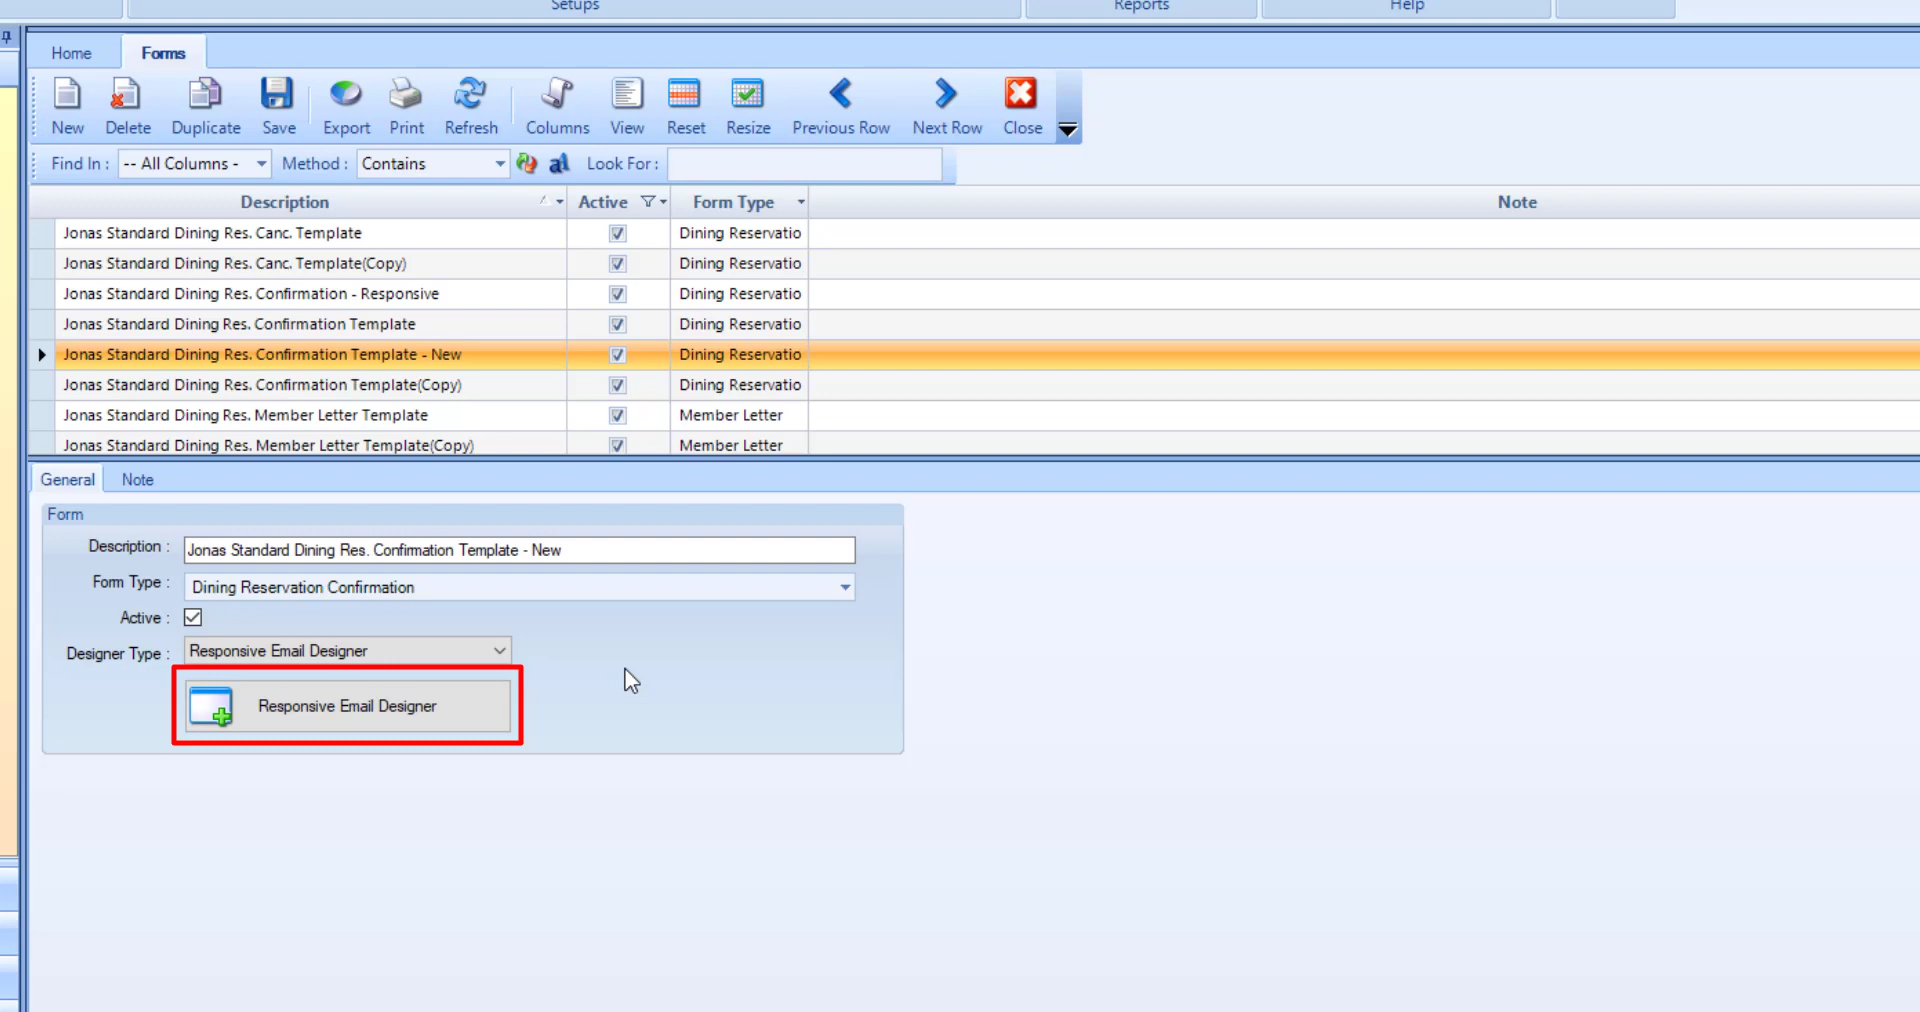 Setups Reports Help
Home Forms
New Delete Duplicate Save Export Print Refresh Columns View Reset Resize Previous Row Next Row Close
Find In : -- All Columns - Method : Contains Look For :
Description Active Form Type Note
Jonas Standard Dining Res. Canc. Template Dining Reservatio
Jonas Standard Dining Res. Canc. Template(Copy) Dining Reservatio
Jonas Standard Dining Res. Confirmation - Responsive Dining Reservatio
Jonas Standard Dining Res. Confirmation Template Dining Reservatio
Jonas Standard Dining Res. Confirmation Template - New Dining Reservatio
Jonas Standard Dining Res. Confirmation Template(Copy) Dining Reservatio
Jonas Standard Dining Res. Member Letter Template Member Letter
Jonas Standard Dining Res. Member Letter Template(Copy) Member Letter
General Note
Form
Description : Jonas Standard Dining Res. Confirmation Template - New
Form Type : Dining Reservation Confirmation
Active :
Designer Type : Responsive Email Designer
Responsive Email Designer